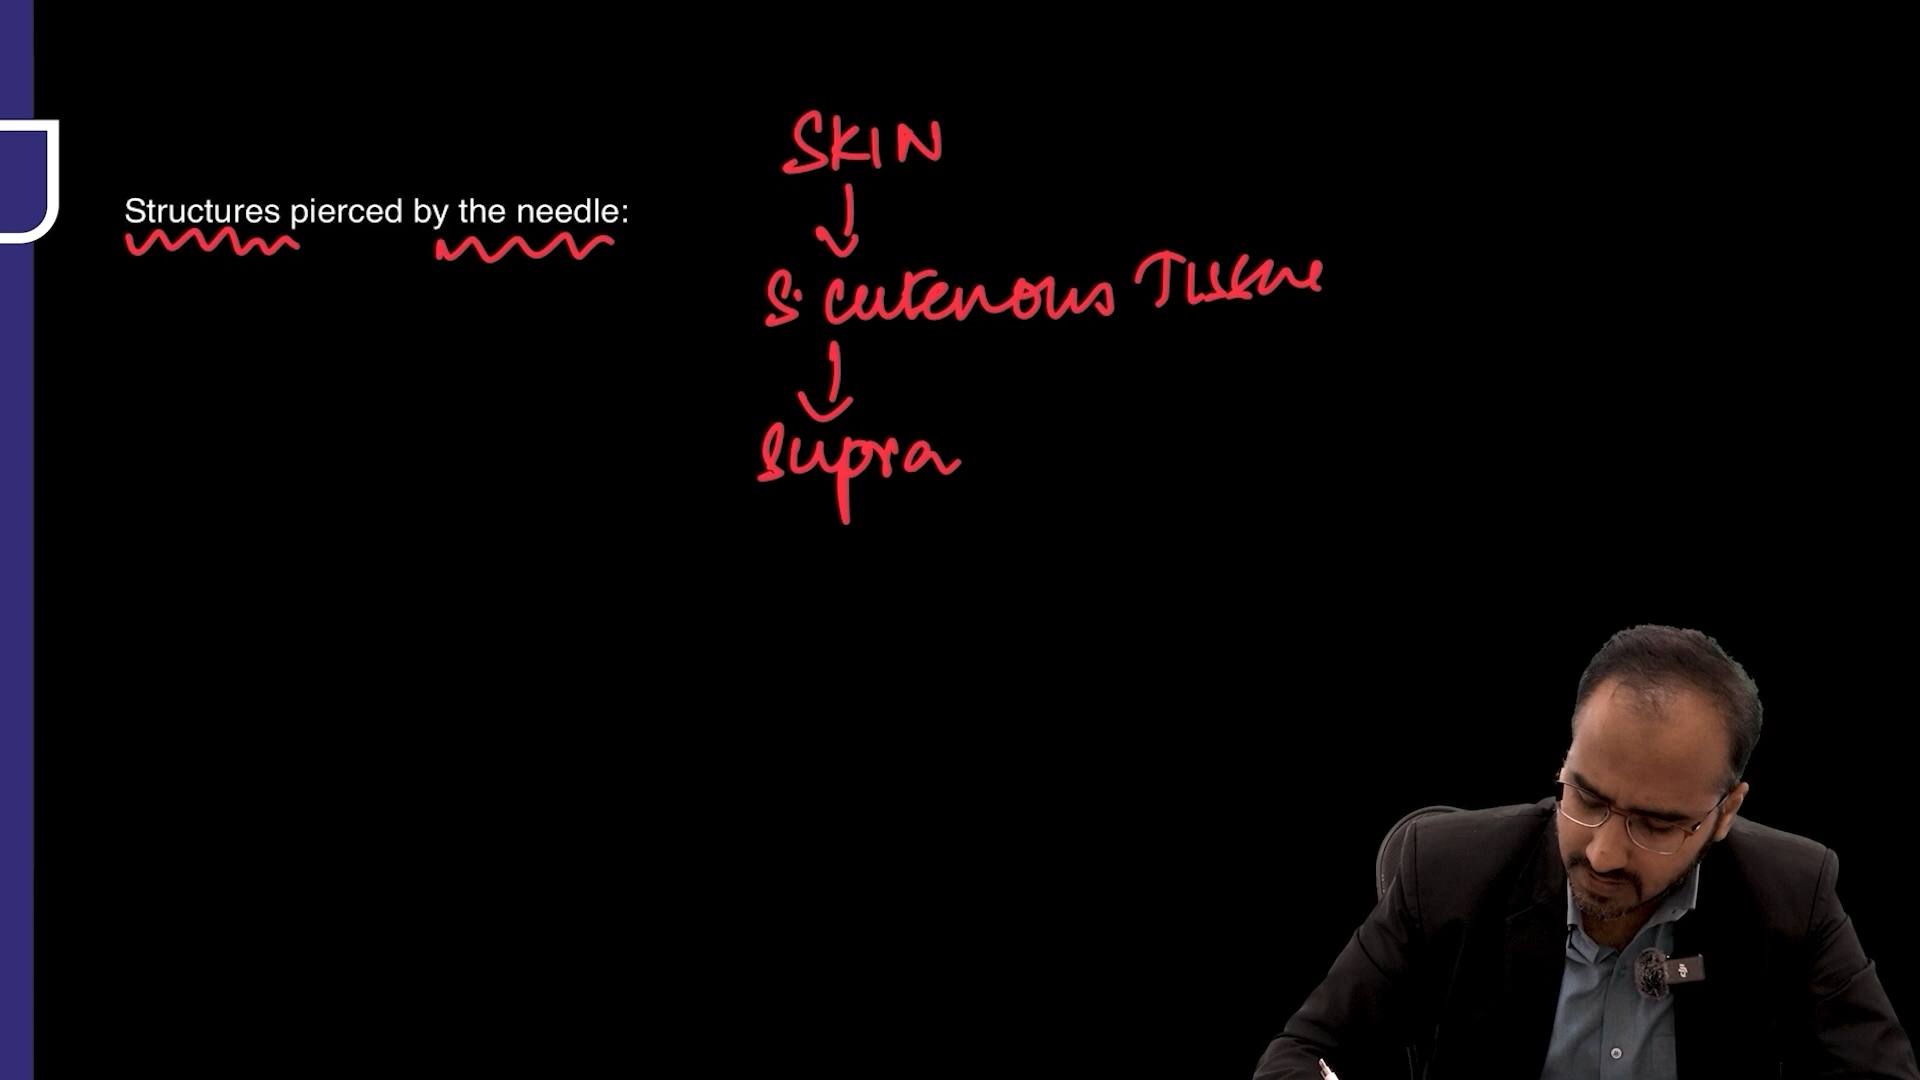 SKIN
Structures pierced by the needle:
S. cutenous Tissue
Supra